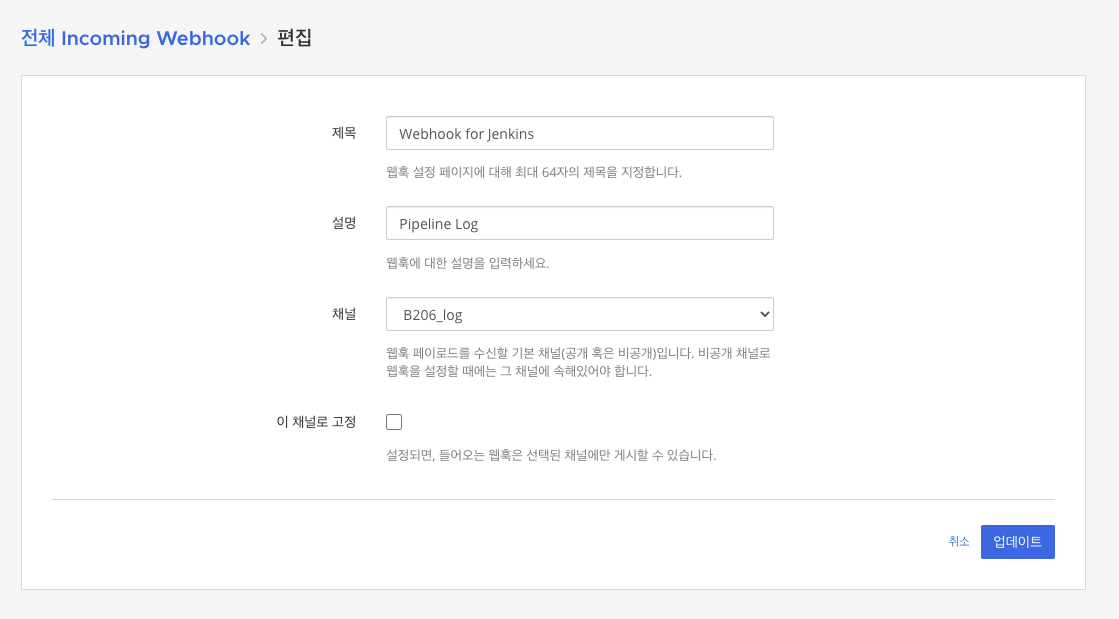 전체 Incoming Webhook > 편집
제목
Webhook for Jenkins
웹훅 설정 페이지에 대해 최대 64자의 제목을 지정합니다.
설명
Pipeline Log
웹훅에 대한 설명을 입력하세요.
채널
B206_log
웹훅 페이로드를 수신할 기본 채널(공개 혹은 비공개)입니다. 비공개 채널로
웹훅을 설정할 때에는 그 채널에 속해있어야 합니다.
이 채널로 고정
설정되면, 들어오는 웹훅은 선택된 채널에만 게시할 수 있습니다.
취소
업데이트